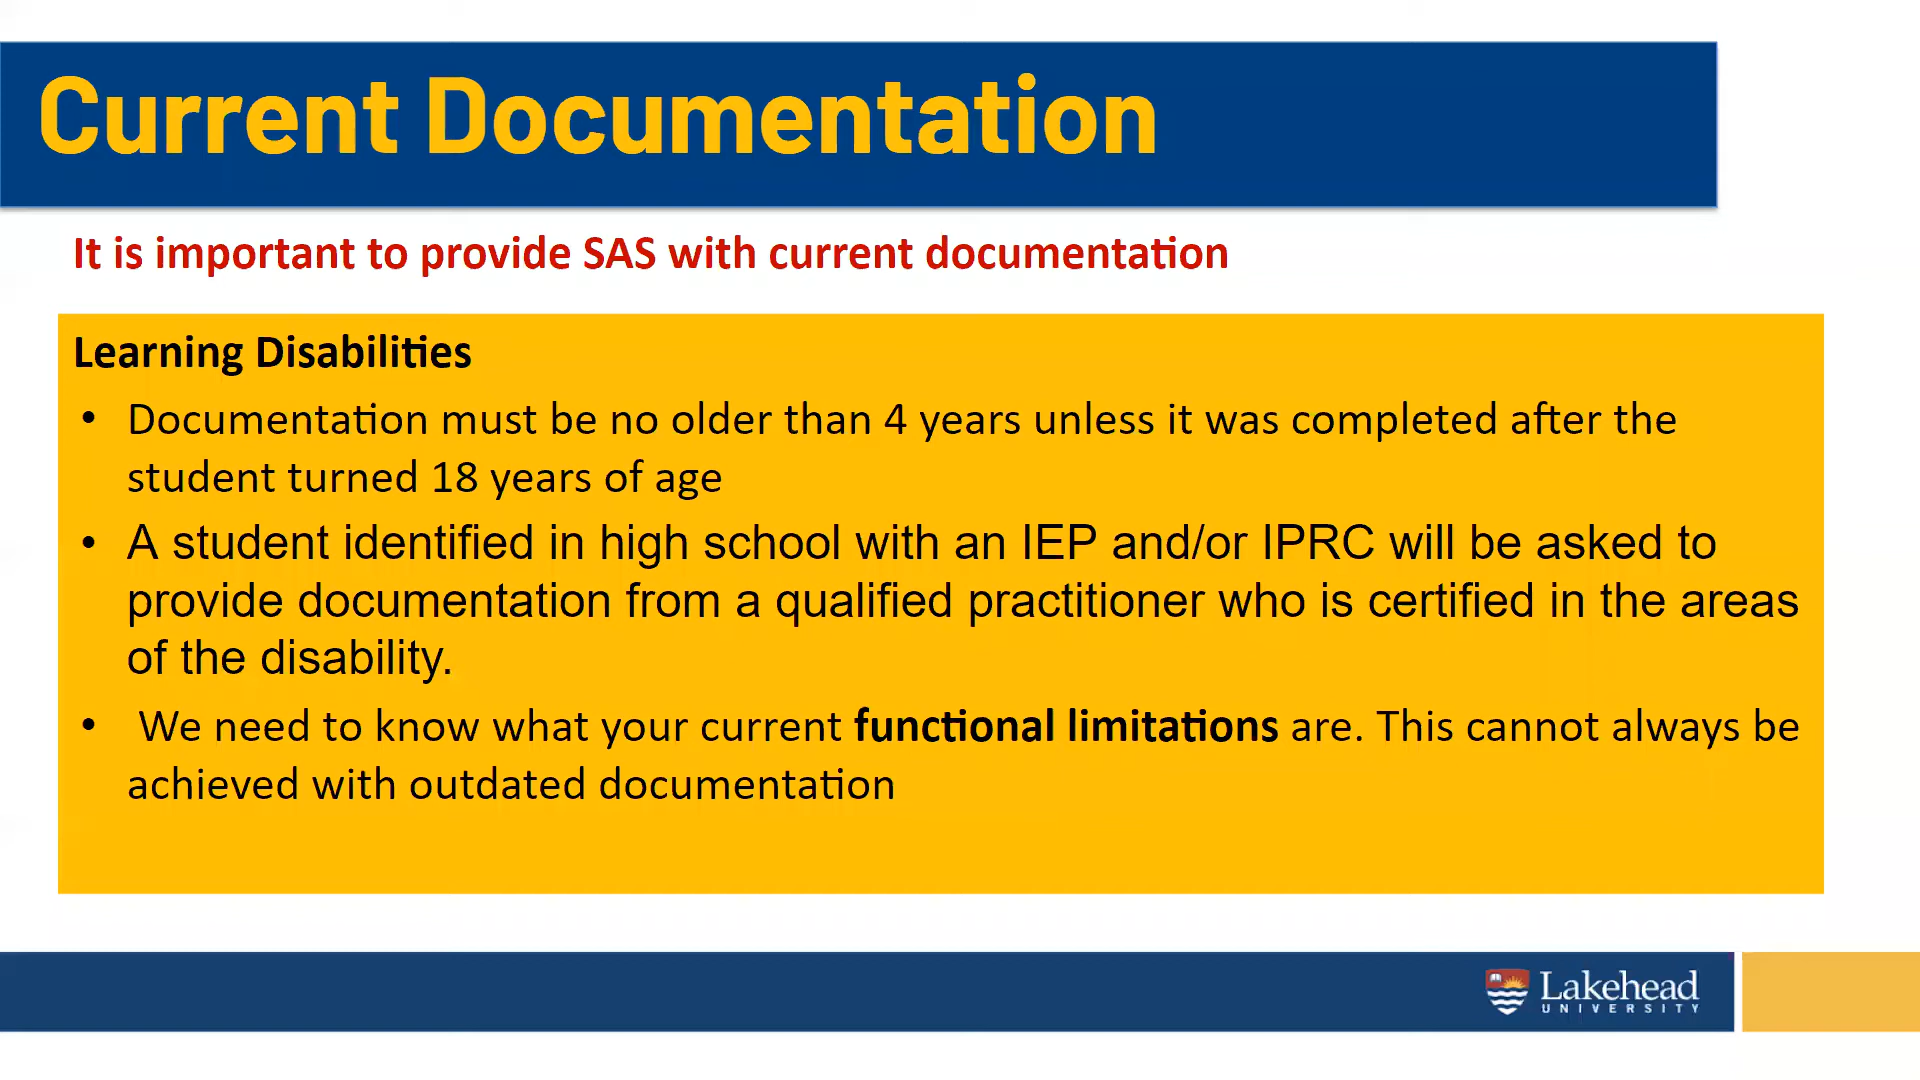 Current Documentation
It is important to provide SAS with current documentation
Learning Disabilities
• Documentation must be no older than 4 years unless it was completed after the
student turned 18 years of age
• A student identified in high school with an IEP and/or IPRC will be asked to
provide documentation from a qualified practitioner who is certified in the areas
of the disability.
• We need to know what your current functional limitations are. This cannot always be
achieved with outdated documentation
Lakehead
UNIVERSITY